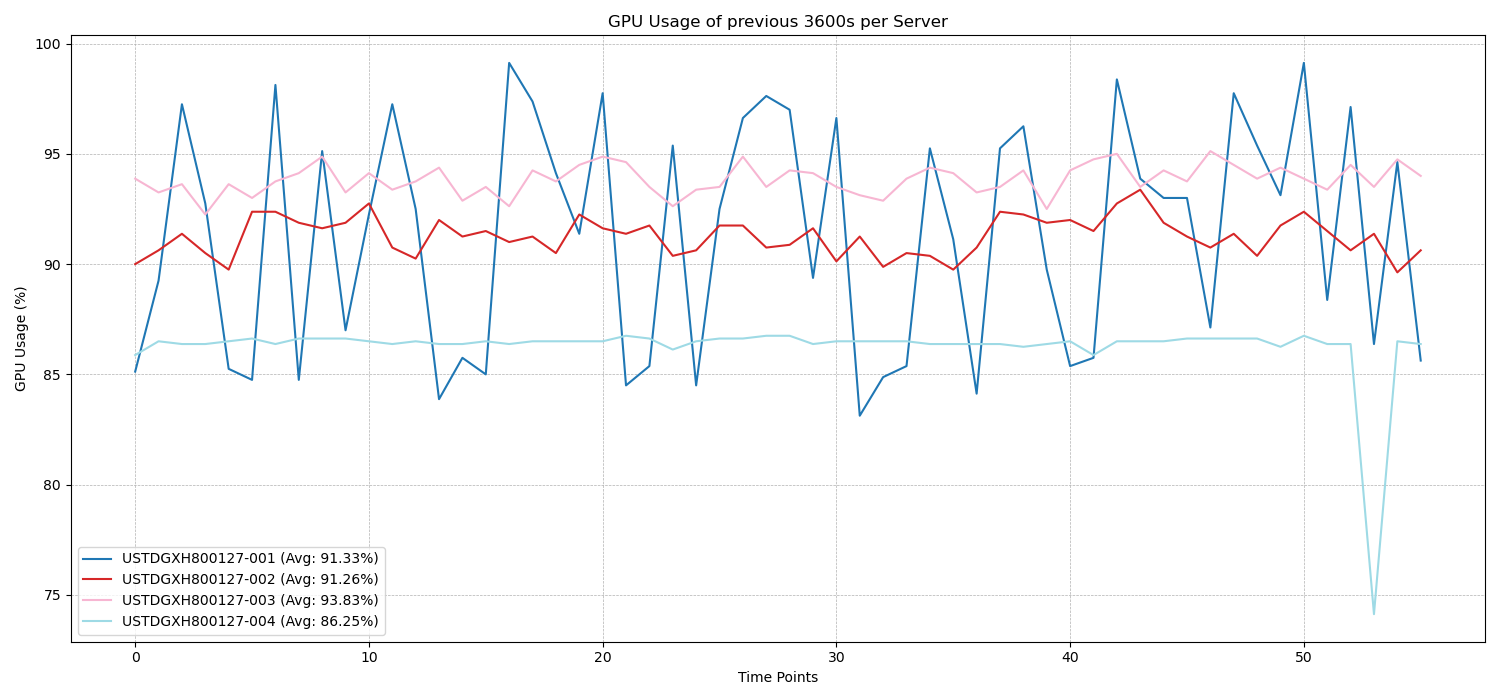 GPU Usage of previous 3600s per Server
100
95
90
85
80
75
GPU Usage (%)
USTDGXH800127-001 (Avg: 91.33%)
USTDGXH800127-002 (Avg: 91.26%)
USTDGXH800127-003 (Avg: 93.83%)
USTDGXH800127-004 (Avg: 86.25%)
0 10 20 30 40 50
Time Points